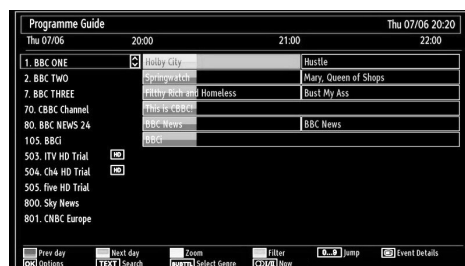 Programme Guide Thu 07/06 20:20
Thu 07/06 20:00 21:00 22:00
1. BBC ONE Holby City Hustle
2. BBC TWO Springwatch Mary, Queen of Shops
7. BBC THREE Filthy Rich and Homeless Bust My Ass
70. CBBC Channel This is CBBC!
80. BBC NEWS 24 BBC News BBC News
105. BBCi BBCi
503. ITV HD Trial HD
504. Ch4 HD Trial HD
505. five HD Trial
800. Sky News
801. CNBC Europe
Prev day Next day Zoom Filter 0...9 Jump Event Details
OK Options TEXT Search SUBTTL Select Genre Now